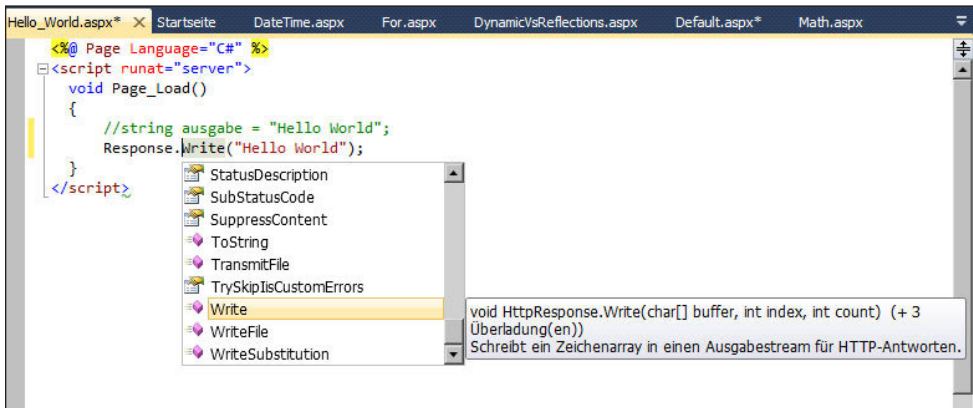 Hello_World.aspx* Startseite DateTime.aspx For.aspx DynamicVsReflections.aspx Default.aspx* Math.aspx
<%@ Page Language="C#" %>
<script runat="server">
void Page_Load()
{
//string ausgabe = "Hello World";
Response.Write("Hello World");
}
</script>
StatusDescription
SubStatusCode
SuppressContent
ToString
TransmitFile
TrySkipIisCustomErrors
Write
WriteFile
WriteSubstitution
void HttpResponse.Write(char[] buffer, int index, int count) (+ 3
Überladung(en))
Schreibt ein Zeichenarray in einen Ausgabestream für HTTP-Antworten.